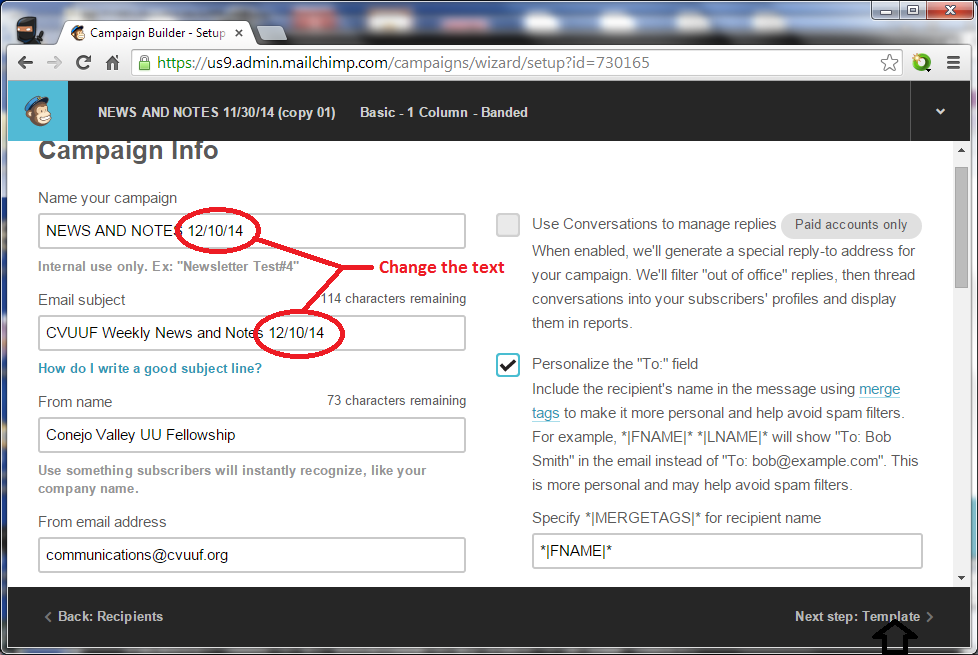 Campaign Builder - Setup
https://us9.admin.mailchimp.com/campaigns/wizard/setup?id=730165
NEWS AND NOTES 11/30/14 (copy 01)
Basic - 1 Column - Banded
Campaign Info
Name your campaign
NEWS AND NOTES 12/10/14
Internal use only. Ex: "Newsletter Test#4"
Change the text
Email subject
114 characters remaining
CVUUF Weekly News and Notes 12/10/14
How do I write a good subject line?
From name
73 characters remaining
Conejo Valley UU Fellowship
Use something subscribers will instantly recognize, like your
company name.
From email address
communications@cvuuf.org
Use Conversations to manage replies
Paid accounts only
When enabled, we'll generate a special reply-to address for
your campaign. We'll filter "out of office" replies, then thread
conversations into your subscribers' profiles and display
them in reports.
Personalize the "To:" field
Include the recipient's name in the message using merge
tags to make it more personal and help avoid spam filters.
For example, *|FNAME|* *|LNAME|* will show "To: Bob
Smith" in the email instead of "To: bob@example.com". This
is more personal and may help avoid spam filters.
Specify *|MERGETAGS|* for recipient name
*|FNAME|*
Back: Recipients
Next step: Template